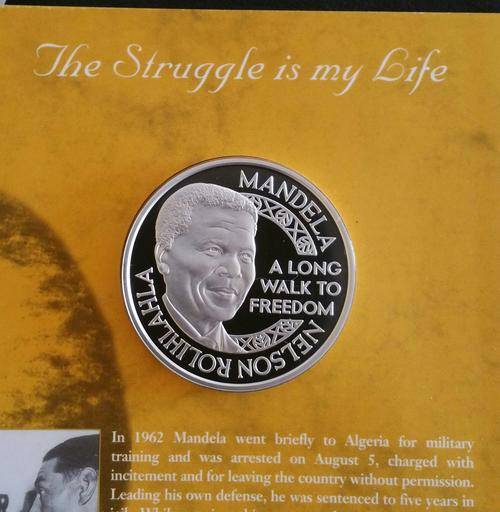 The Struggle is my Life
MANDELA
A LONG
WALK TO
FREEDOM
NELSON ROLIHLAHLA
In 1962 Mandela went briefly to Algeria for military
training and was arrested on August 5, charged with
incitement and for leaving the country without permission.
Leading his own defense, he was sentenced to five years in